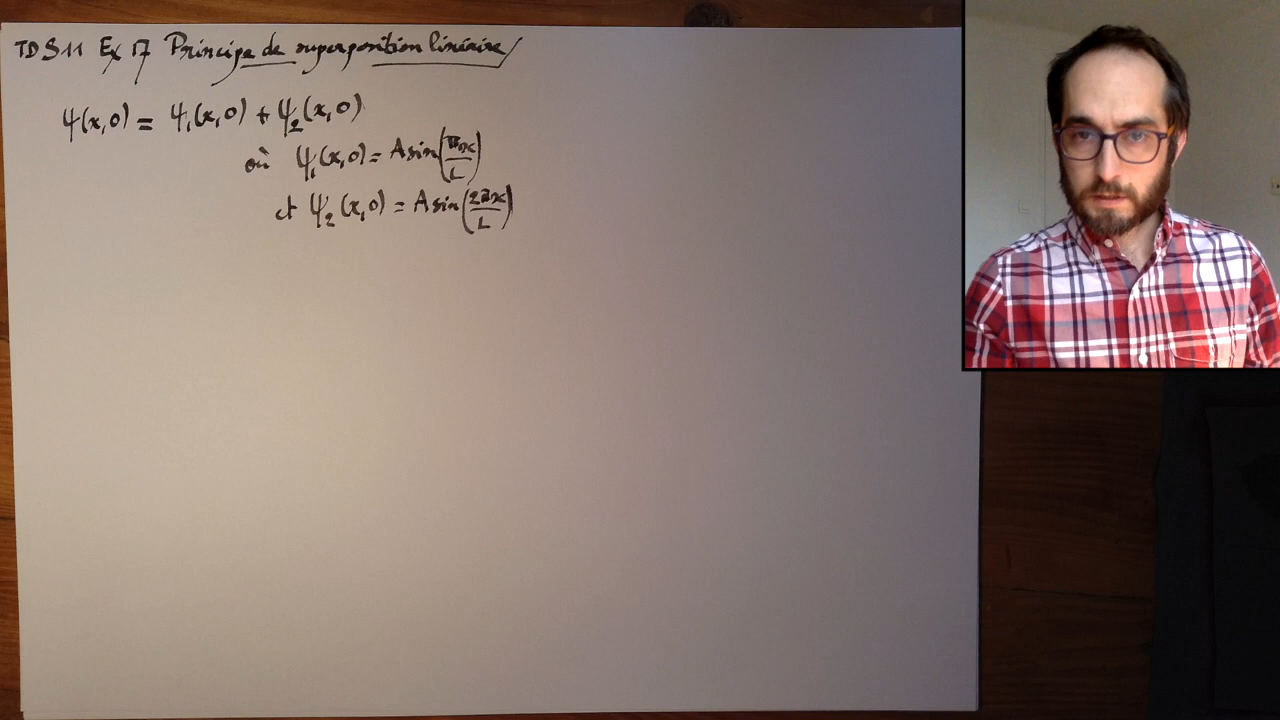 TD S11 Ex 17 Principe de superposition linéaire
ψ(x,0) = ψ₁(x,0) + ψ₂(x,0)
où ψ₁(x,0) = A sin(πx/L)
et ψ₂(x,0) = A sin(2πx/L)